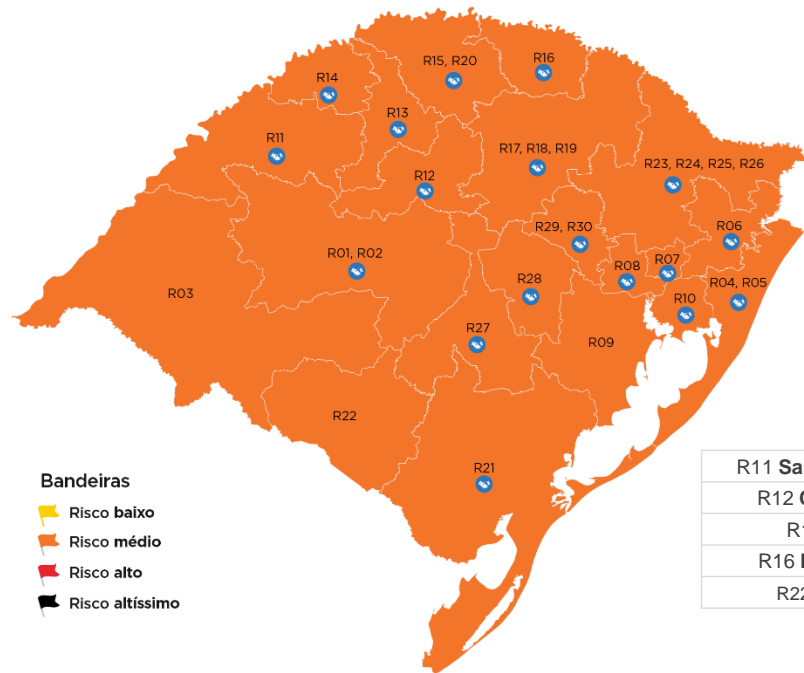 R16
R15, R20
R14
R13
R11
R17, R18, R19
R23, R24, R25, R26
R12
R29, R30
R06
R01, R02
R07
R08
R28
R04, R05
R03
R10
R27
R09
R22
R21
Bandeiras
Risco baixo
Risco médio
Risco alto
Risco altíssimo
R11
R12
R16
R22